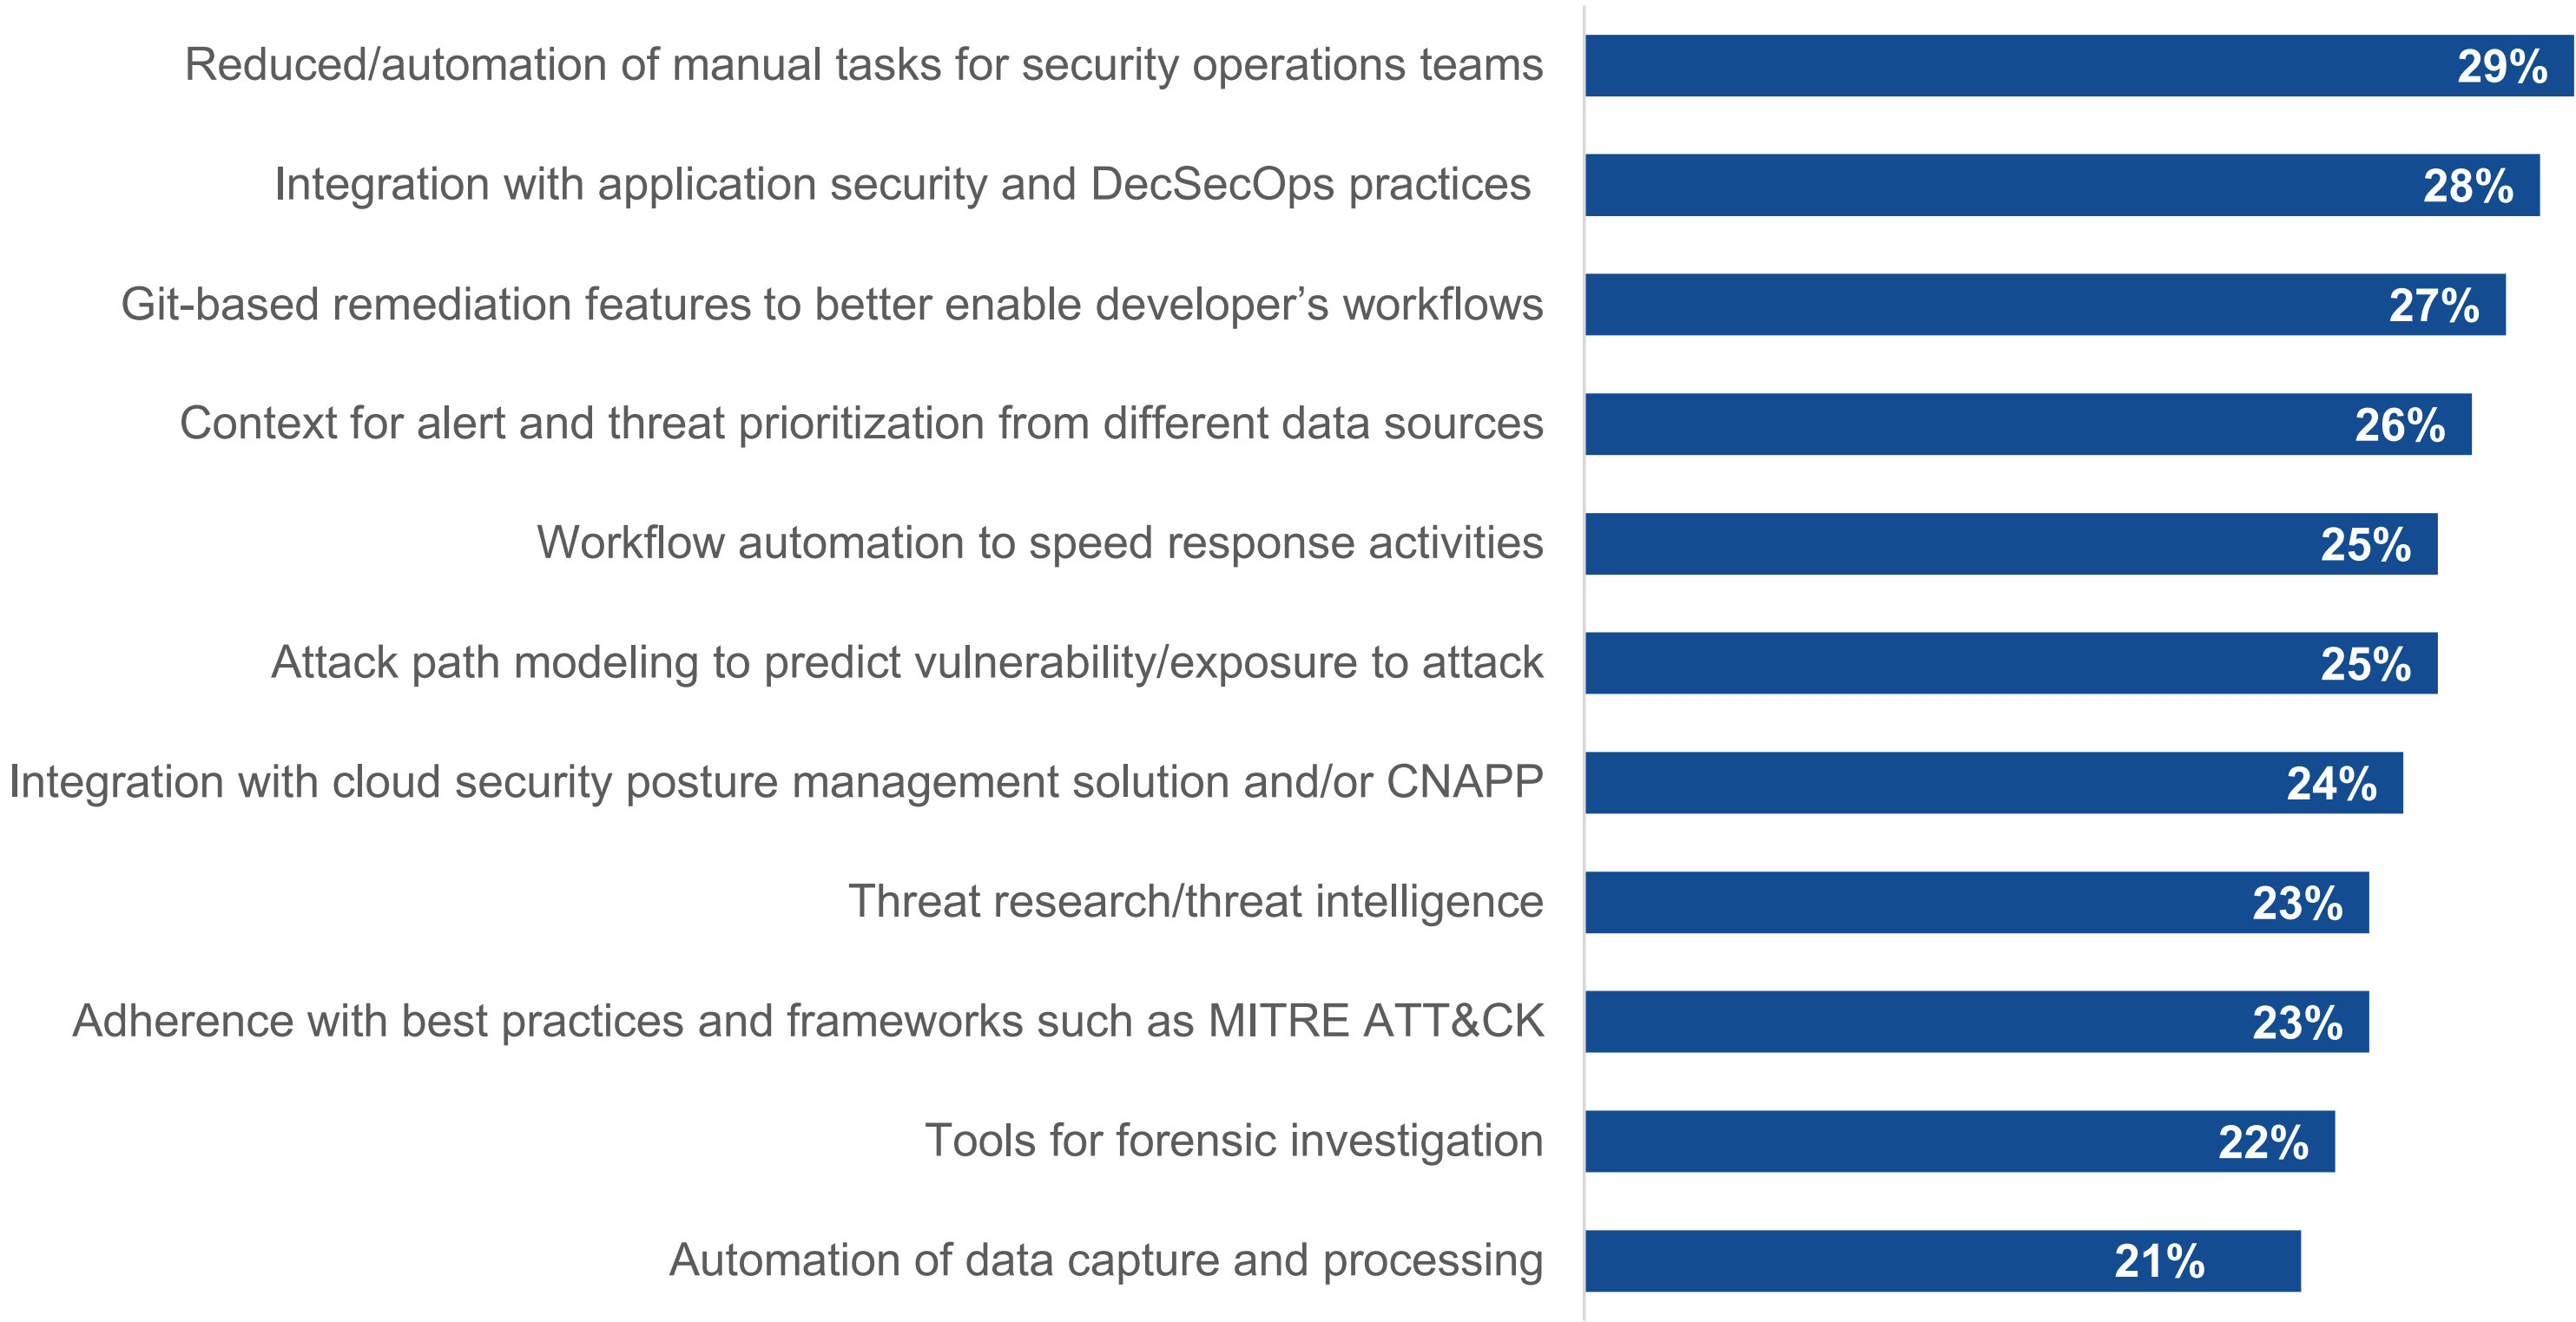 Reduced/automation of manual tasks for security operations teams 29%
Integration with application security and DecSecOps practices 28%
Git-based remediation features to better enable developer’s workflows 27%
Context for alert and threat prioritization from different data sources 26%
Workflow automation to speed response activities 25%
Attack path modeling to predict vulnerability/exposure to attack 25%
Integration with cloud security posture management solution and/or CNAPP 24%
Threat research/threat intelligence 23%
Adherence with best practices and frameworks such as MITRE ATT&CK 23%
Tools for forensic investigation 22%
Automation of data capture and processing 21%